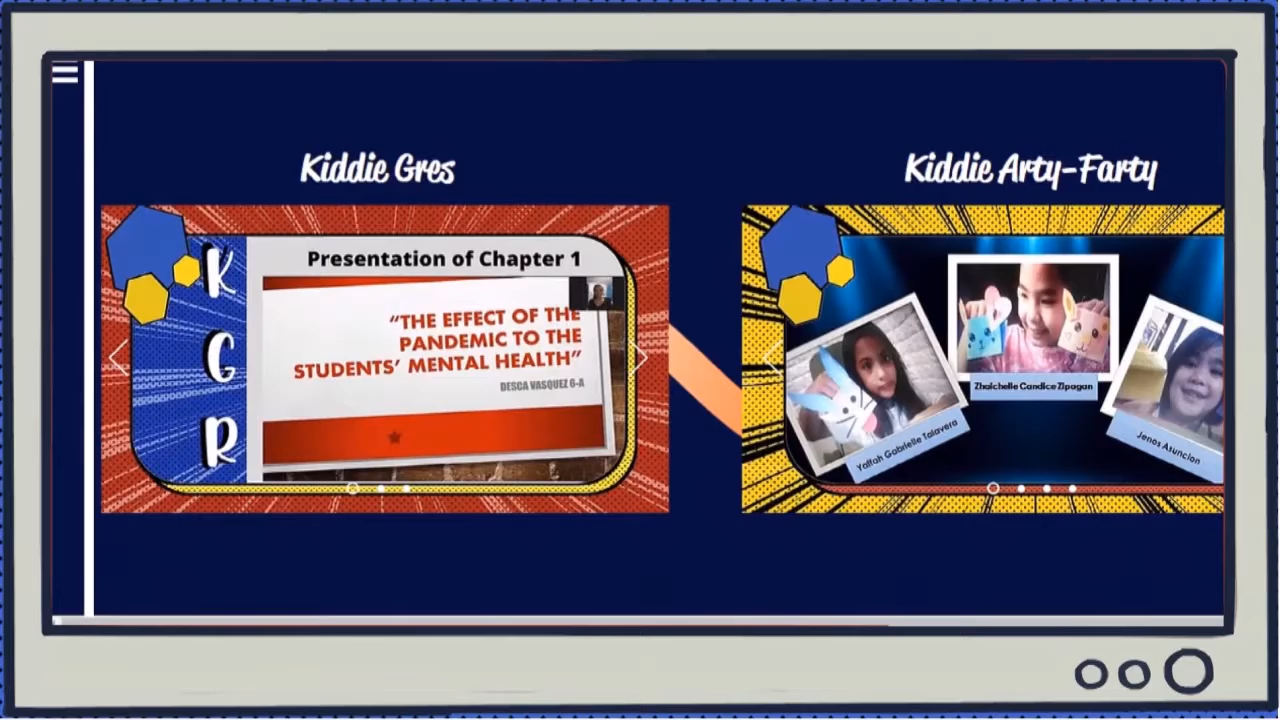 Kiddie Gres
Kiddie Arty-Farty
K
G
R
Presentation of Chapter 1
“THE EFFECT OF THE
PANDEMIC TO THE
STUDENTS’ MENTAL HEALTH”
DESCA VASQUEZ 6-A
Yaffah Gabrielle Talavera
Zhaichelle Candice Zipagan
Jenos Asuncion